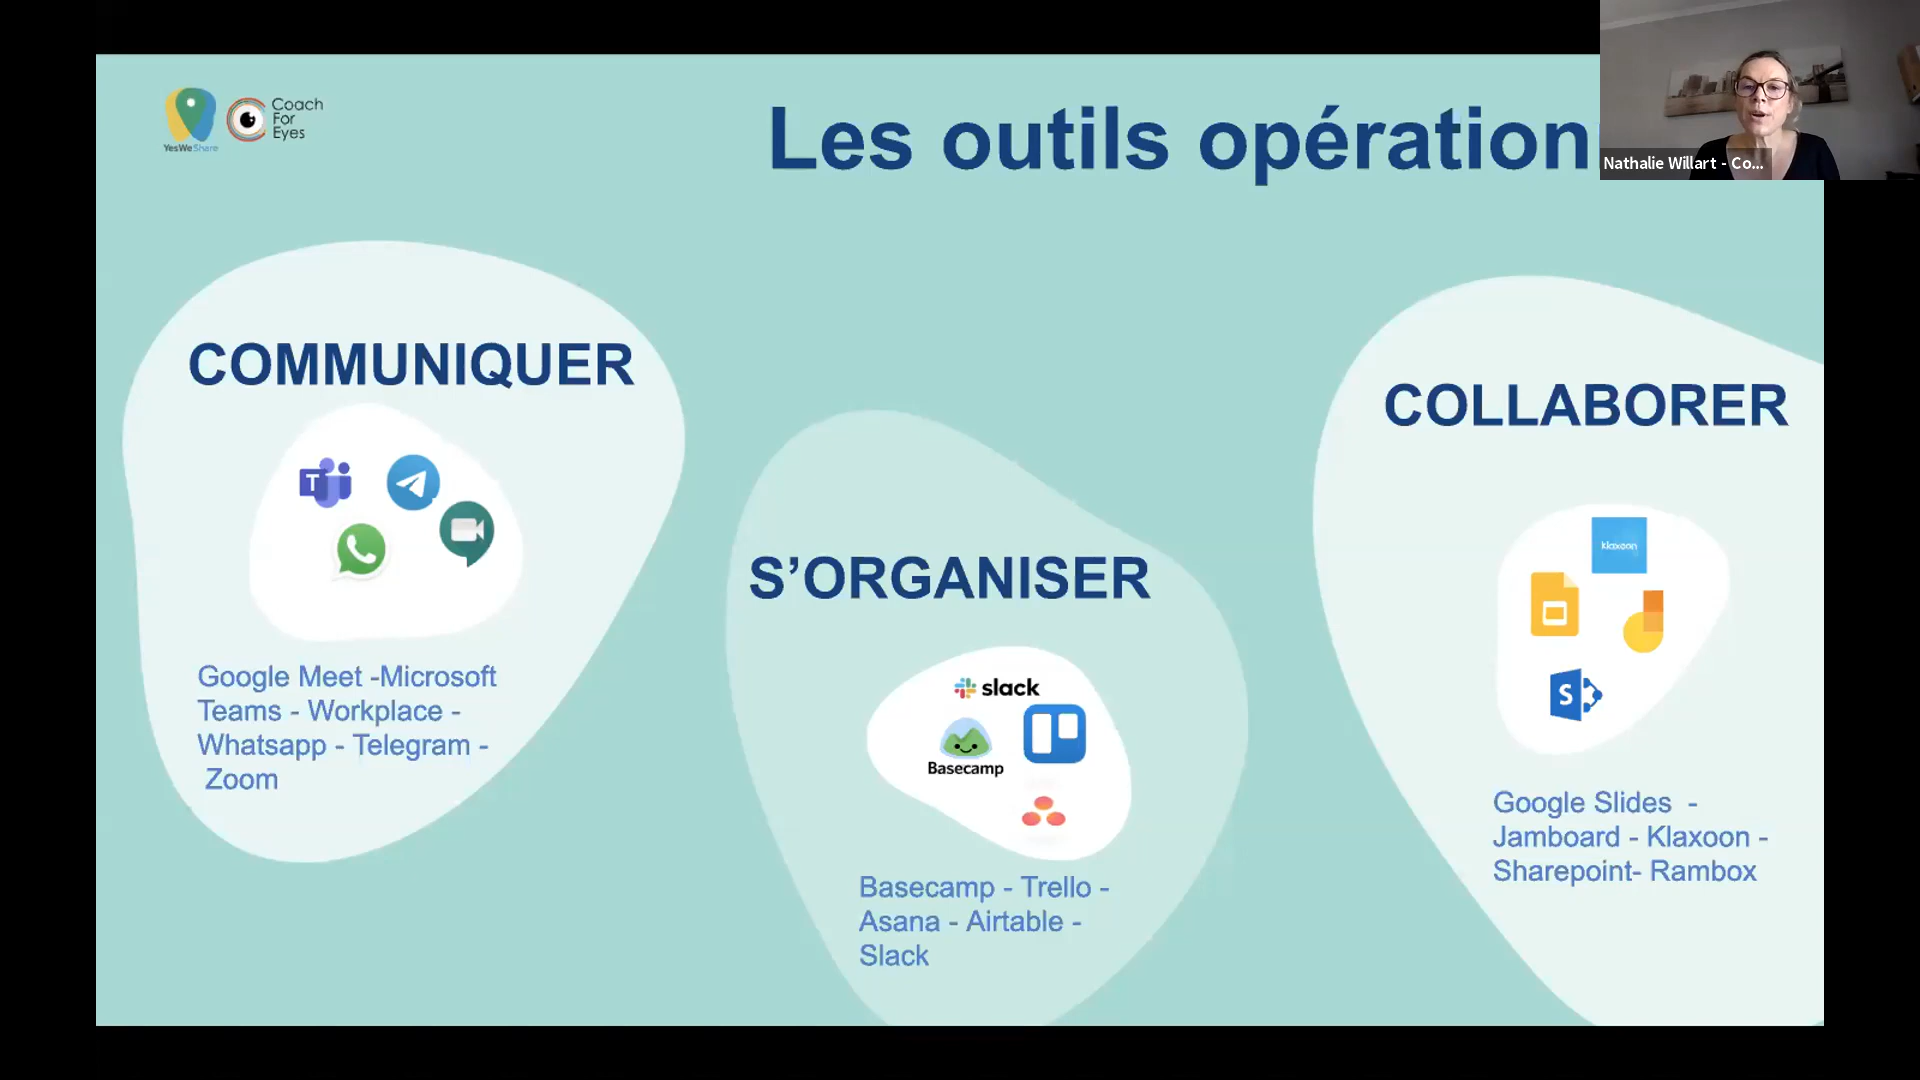 YesWeShare
Coach
For
Eyes
Les outils opération
Nathalie Willart - Co...
COMMUNIQUER
T
Google Meet -Microsoft
Teams - Workplace -
Whatsapp - Telegram -
Zoom
S’ORGANISER
slack
Basecamp
Basecamp - Trello -
Asana - Airtable -
Slack
COLLABORER
klaxoon
S
Google Slides -
Jamboard - Klaxoon -
Sharepoint- Rambox